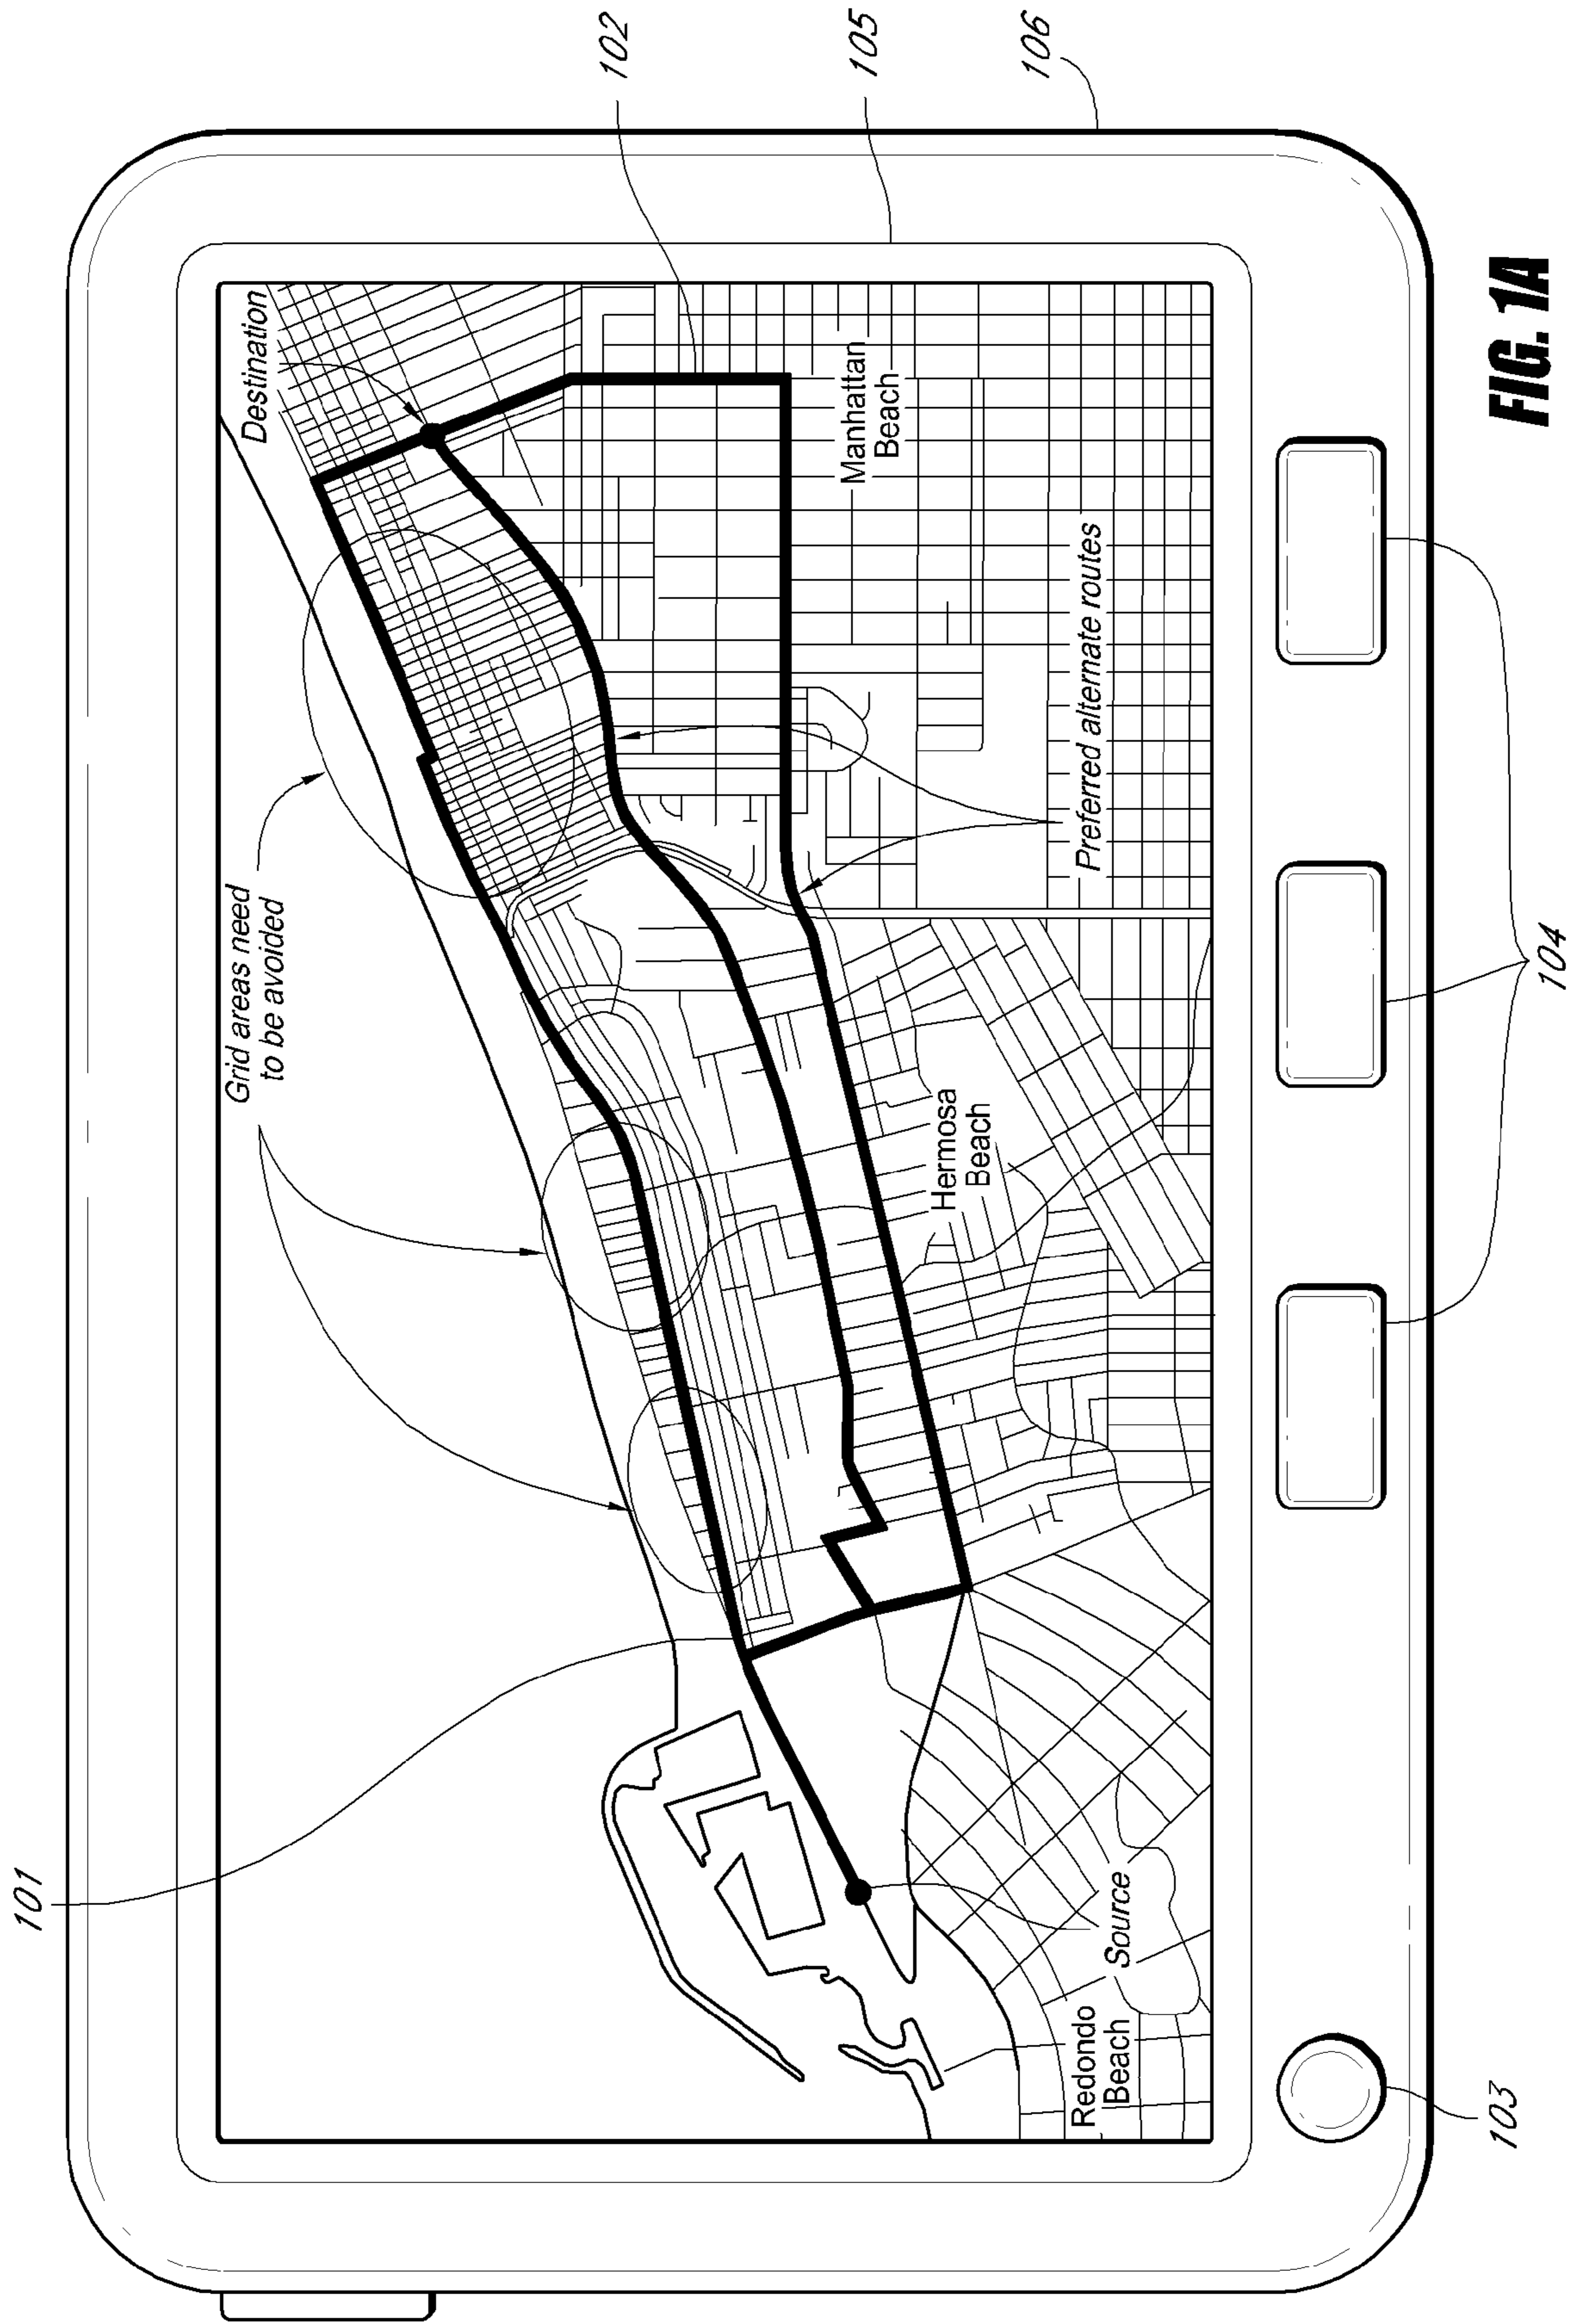 101
102
105
106
Destination
Grid areas need
to be avoided
Manhattan
Beach
Preferred alternate routes
Hermosa
Beach
Source
Redondo
Beach
103
104
FIG. 1A